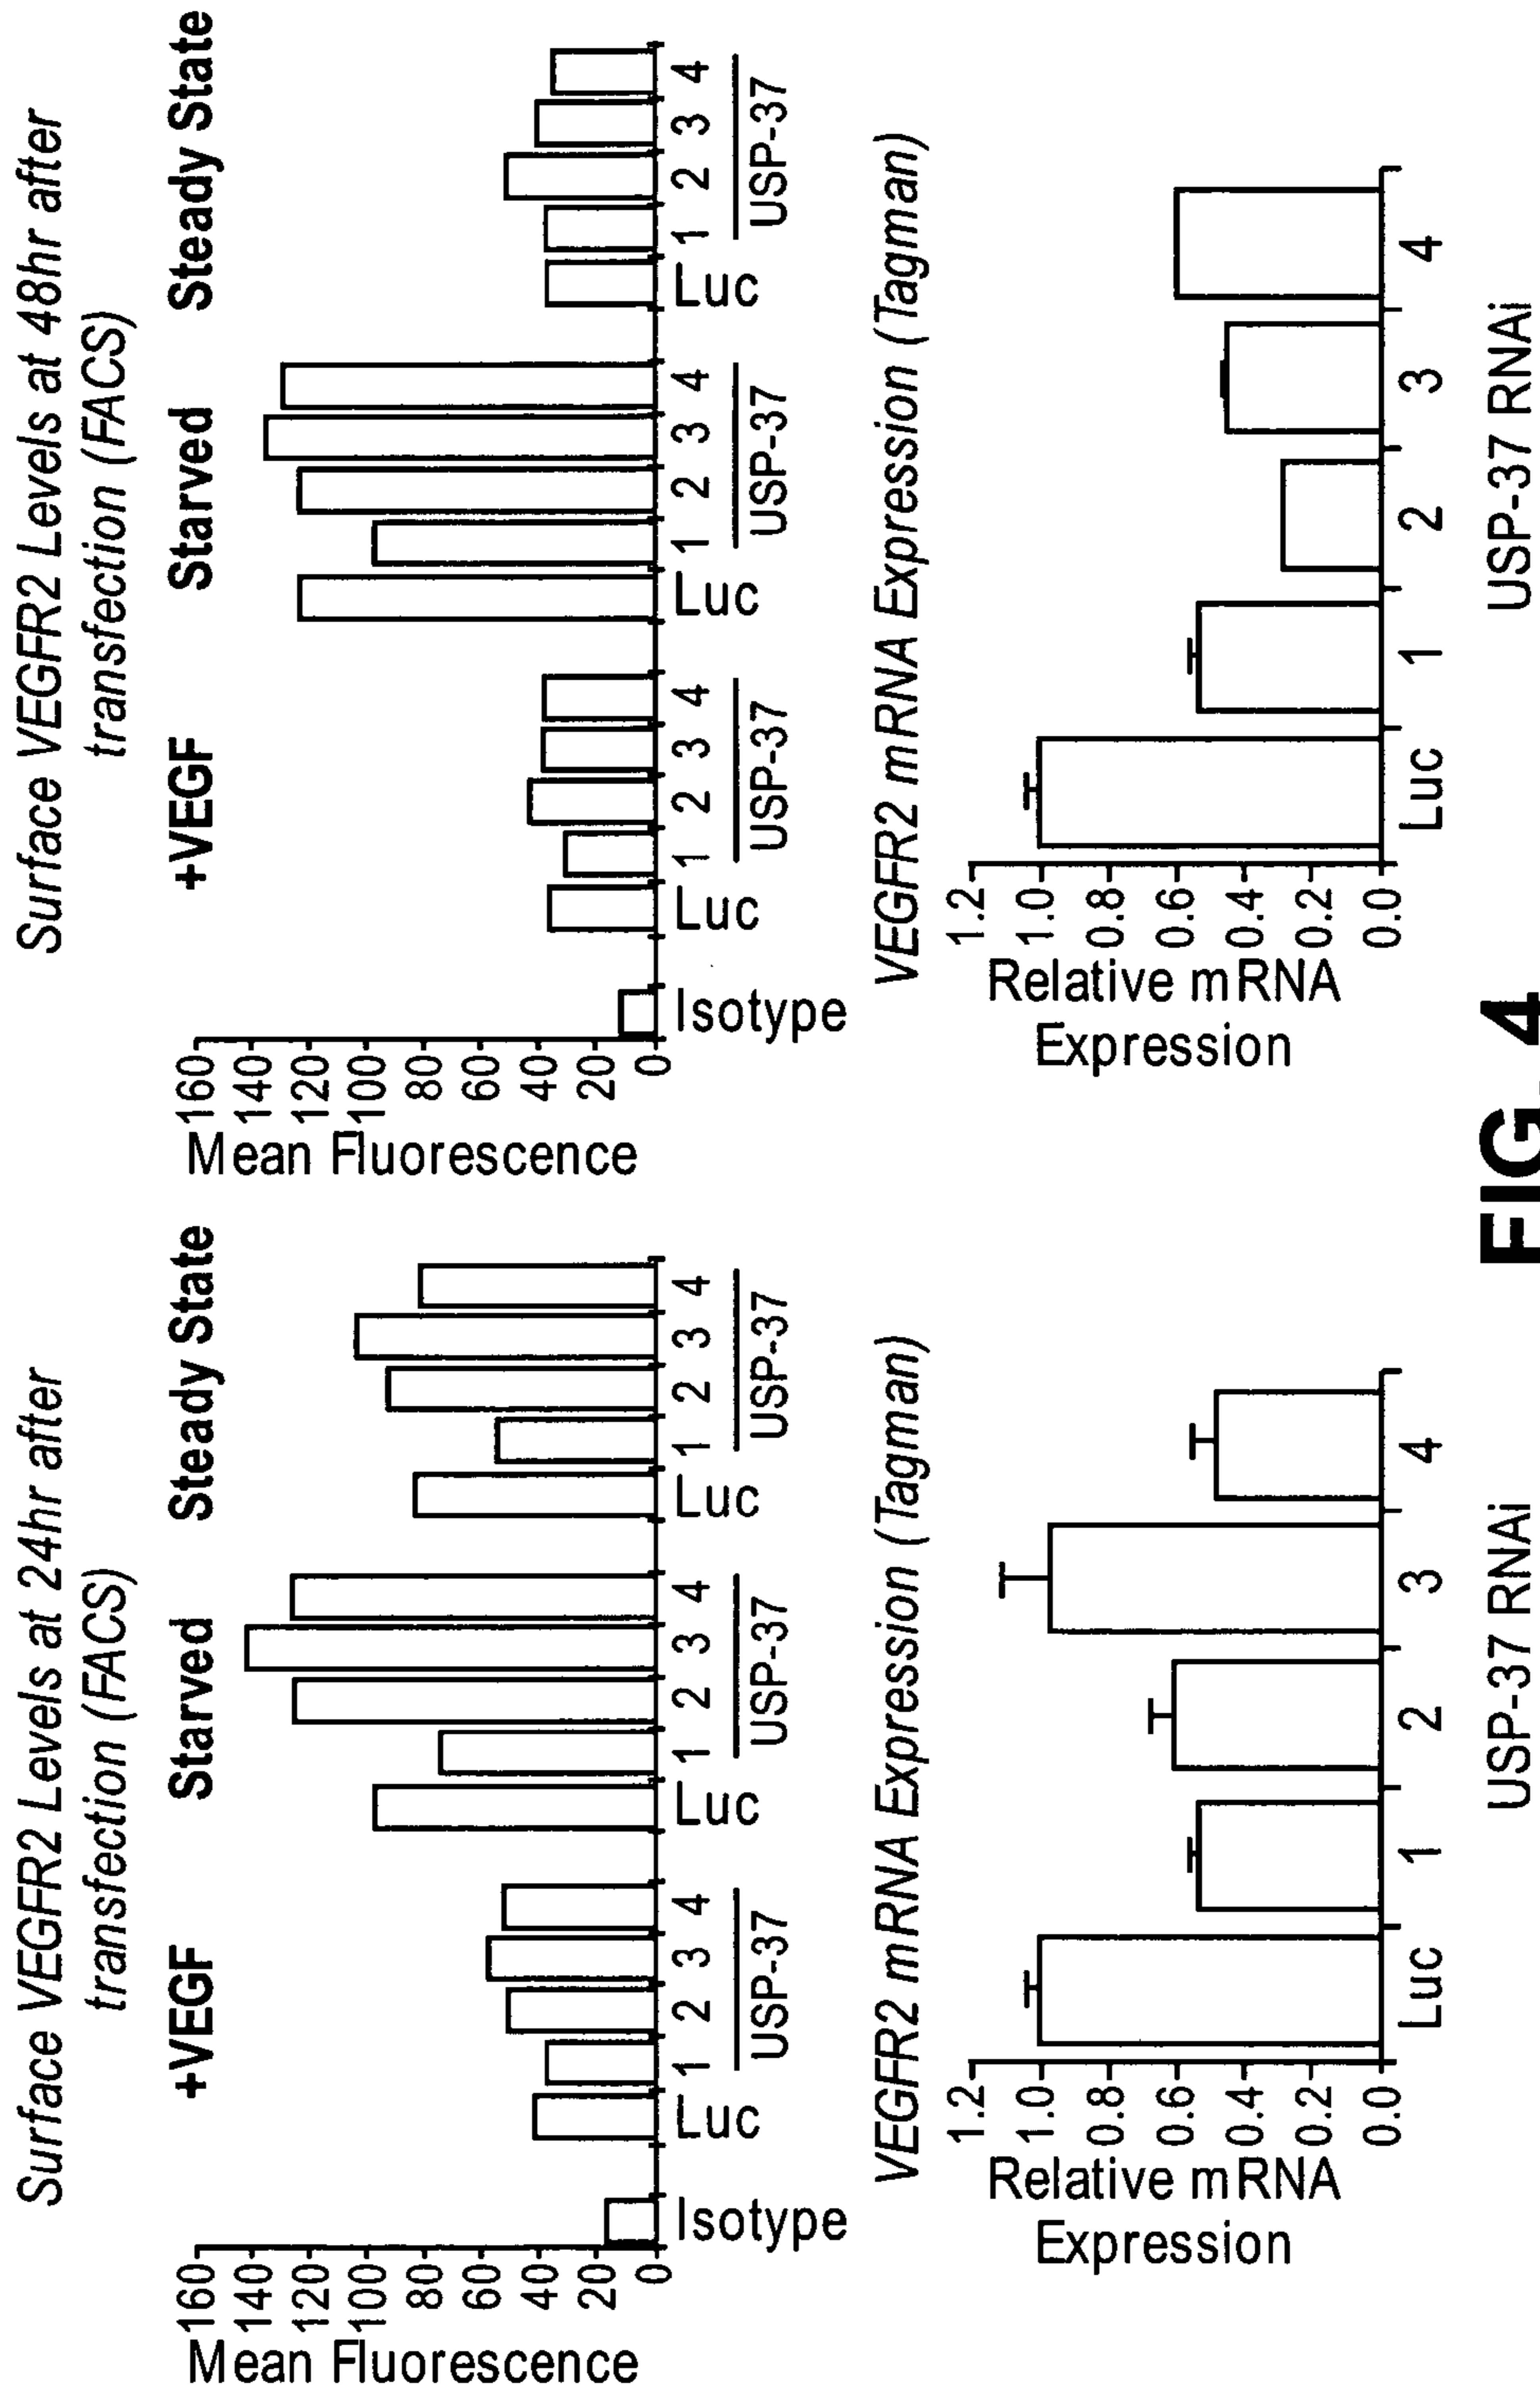 Surface VEGFR2 Levels at 24hr after
transfection (FACS)
+VEGF Starved Steady State
Mean Fluorescence
160
140
120
100
80
60
40
20
0
Isotype Luc 1 2 3 4 Luc 1 2 3 4 Luc 1 2 3 4
USP-37 USP-37 USP-37
Surface VEGFR2 Levels at 48hr after
transfection (FACS)
+VEGF Starved Steady State
Mean Fluorescence
160
140
120
100
80
60
40
20
0
Isotype Luc 1 2 3 4 Luc 1 2 3 4 Luc 1 2 3 4
USP-37 USP-37 USP-37
VEGFR2 mRNA Expression (Tagman)
Relative mRNA
Expression
1.2
1.0
0.8
0.6
0.4
0.2
0.0
Luc 1 2 3 4
USP-37 RNAi
VEGFR2 mRNA Expression (Tagman)
Relative mRNA
Expression
1.2
1.0
0.8
0.6
0.4
0.2
0.0
Luc 1 2 3 4
USP-37 RNAi
FIG. 4